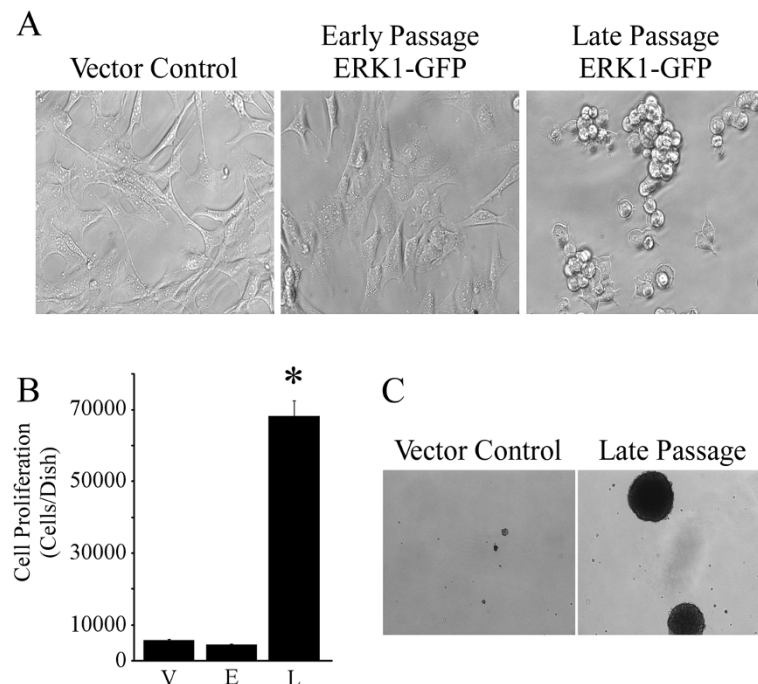 A
Vector Control
Early Passage
ERK1-GFP
Late Passage
ERK1-GFP
B
Cell Proliferation
(Cells/Dish)
70000
50000
30000
10000
0
*
V
E
L
C
Vector Control
Late Passage